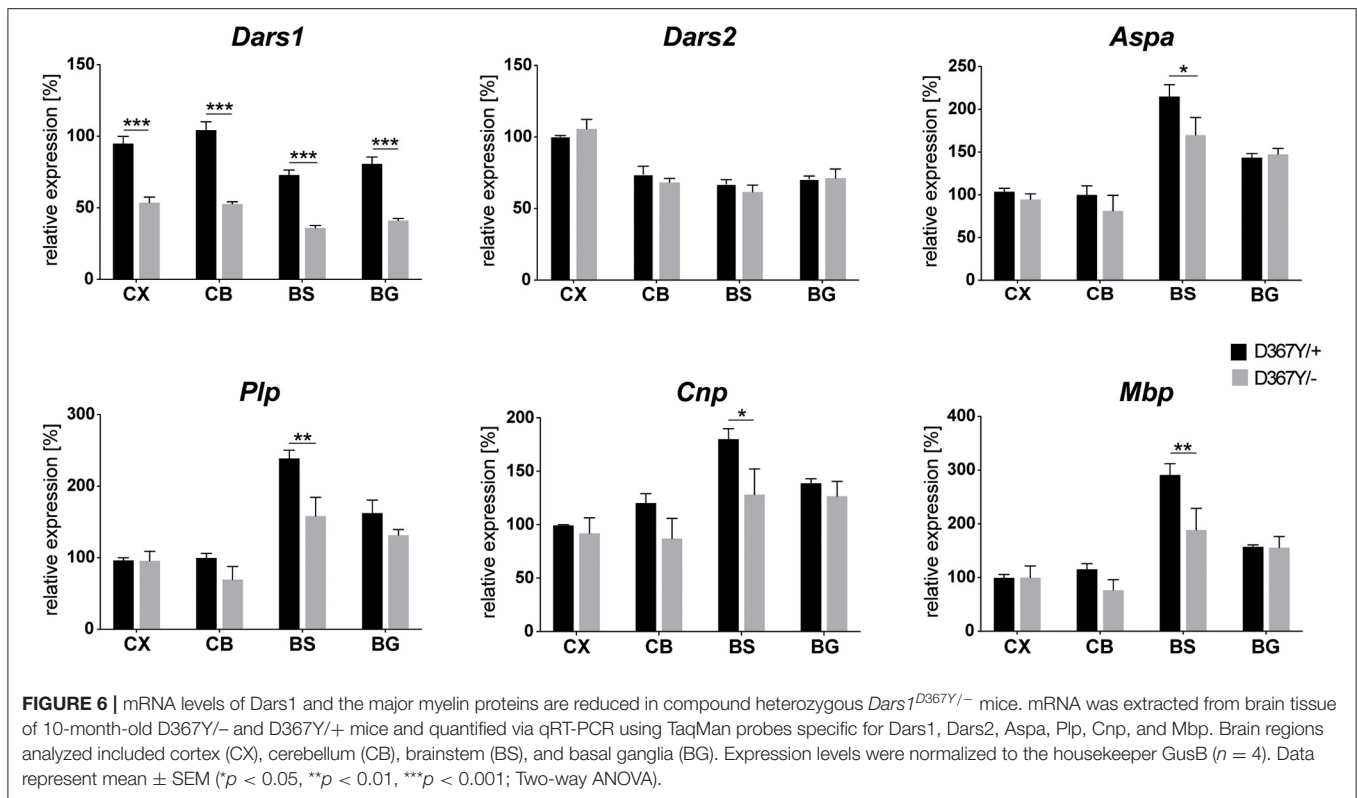 Dars1
Dars2
Aspa
relative expression [%]
150
100
50
0
***
***
***
***
CX CB BS BG
relative expression [%]
150
100
50
0
CX CB BS BG
relative expression [%]
250
200
150
100
50
0
*
CX CB BS BG
D367Y/+
D367Y/-
Plp
Cnp
Mbp
relative expression [%]
300
200
100
0
**
CX CB BS BG
relative expression [%]
200
150
100
50
0
*
CX CB BS BG
relative expression [%]
400
300
200
100
0
**
CX CB BS BG
FIGURE 6 | mRNA levels of Dars1 and the major myelin proteins are reduced in compound heterozygous Dars1D367Y/− mice. mRNA was extracted from brain tissue
of 10-month-old D367Y/– and D367Y/+ mice and quantified via qRT-PCR using TaqMan probes specific for Dars1, Dars2, Aspa, Plp, Cnp, and Mbp. Brain regions
analyzed included cortex (CX), cerebellum (CB), brainstem (BS), and basal ganglia (BG). Expression levels were normalized to the housekeeper GusB (n = 4). Data
represent mean ± SEM (*p < 0.05, **p < 0.01, ***p < 0.001; Two-way ANOVA).